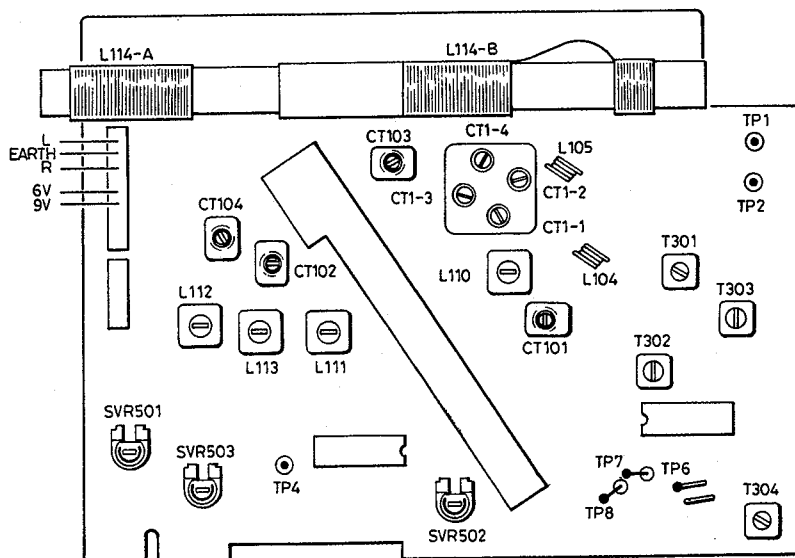 L114-A
L114-B
TP1
CT103
CT1-4
L105
L
EARTH
R
6V
9V
CT1-3
CT1-2
TP2
CT104
CT1-1
CT102
L110
L104
T301
T303
L112
CT101
T302
L113
L111
SVR501
SVR503
TP4
TP7
TP6
TP8
SVR502
T304